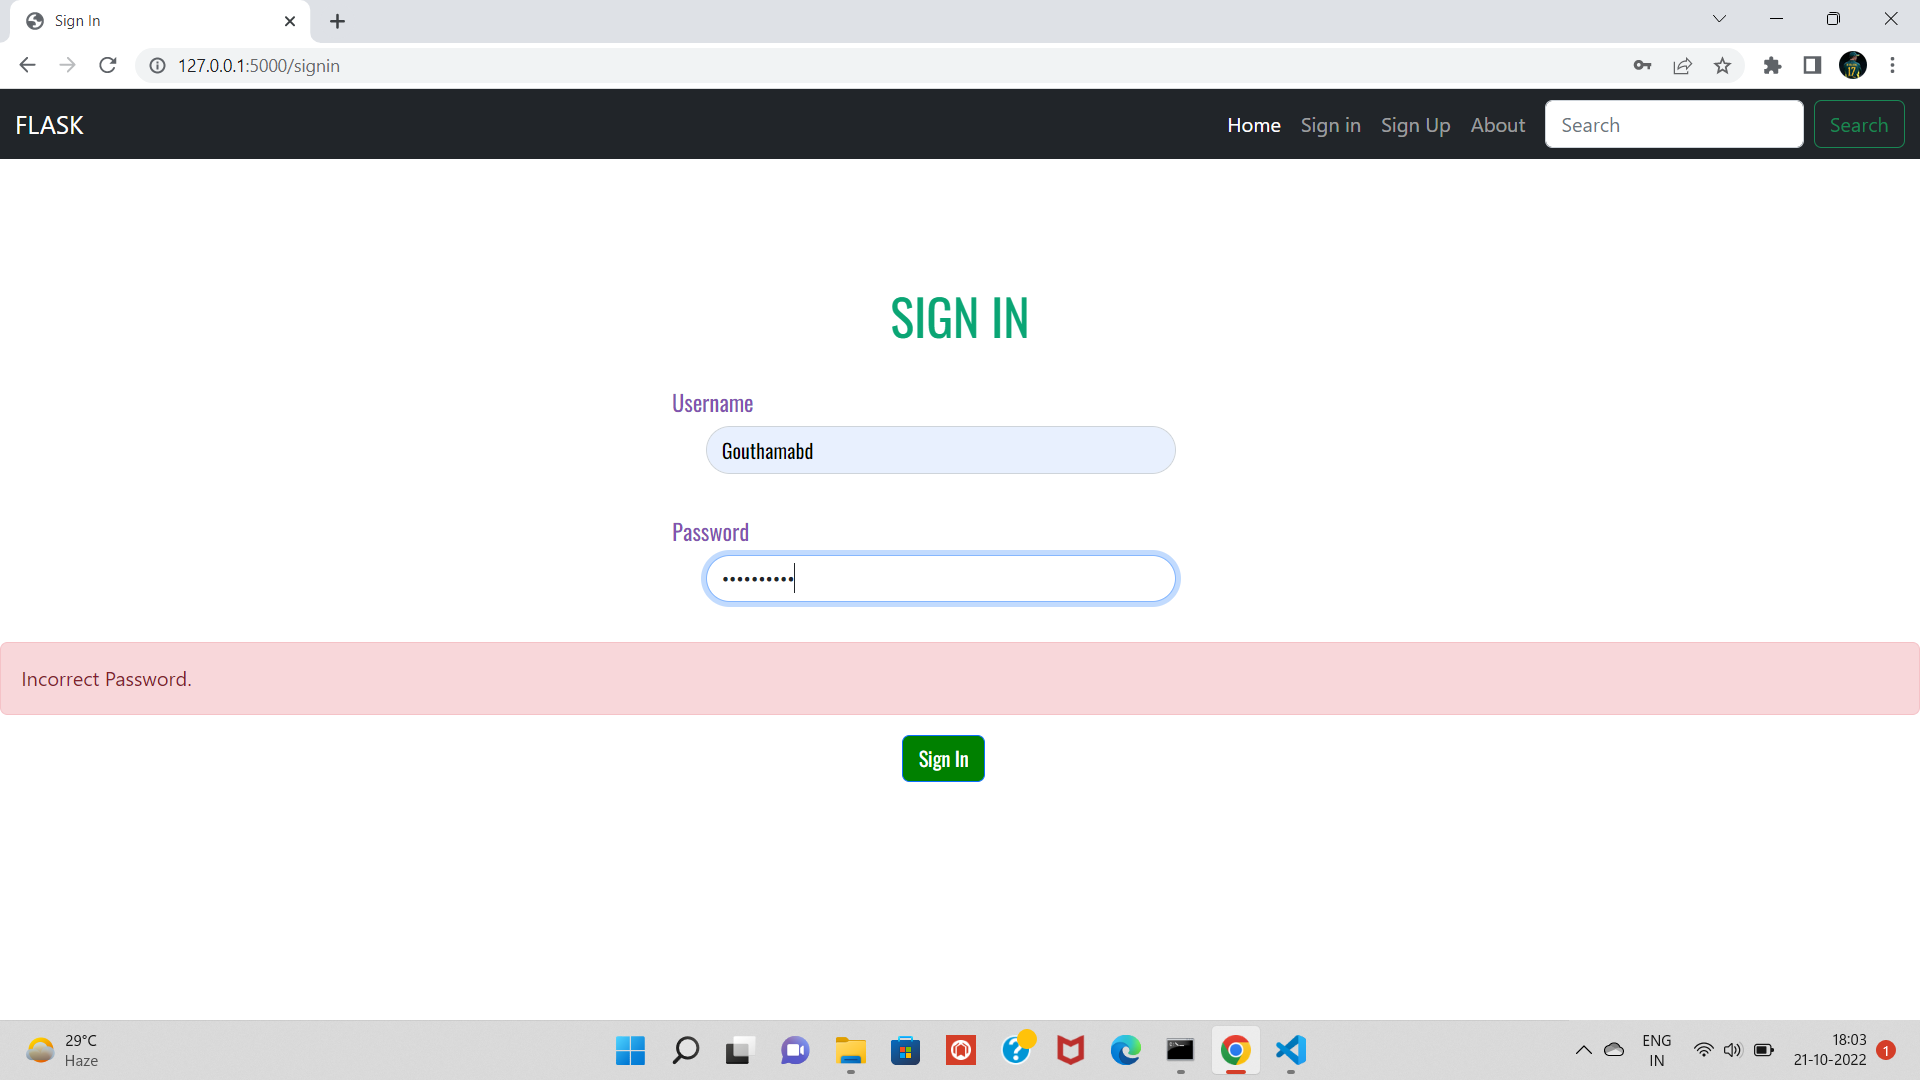 Sign In
127.0.0.1:5000/signin
FLASK
Home Sign in Sign Up About Search Search
SIGN IN
Username
Gouthamabd
Password
••••••••••
Incorrect Password.
Sign In
29°C
Haze
ENG
IN
18:03
21-10-2022
1